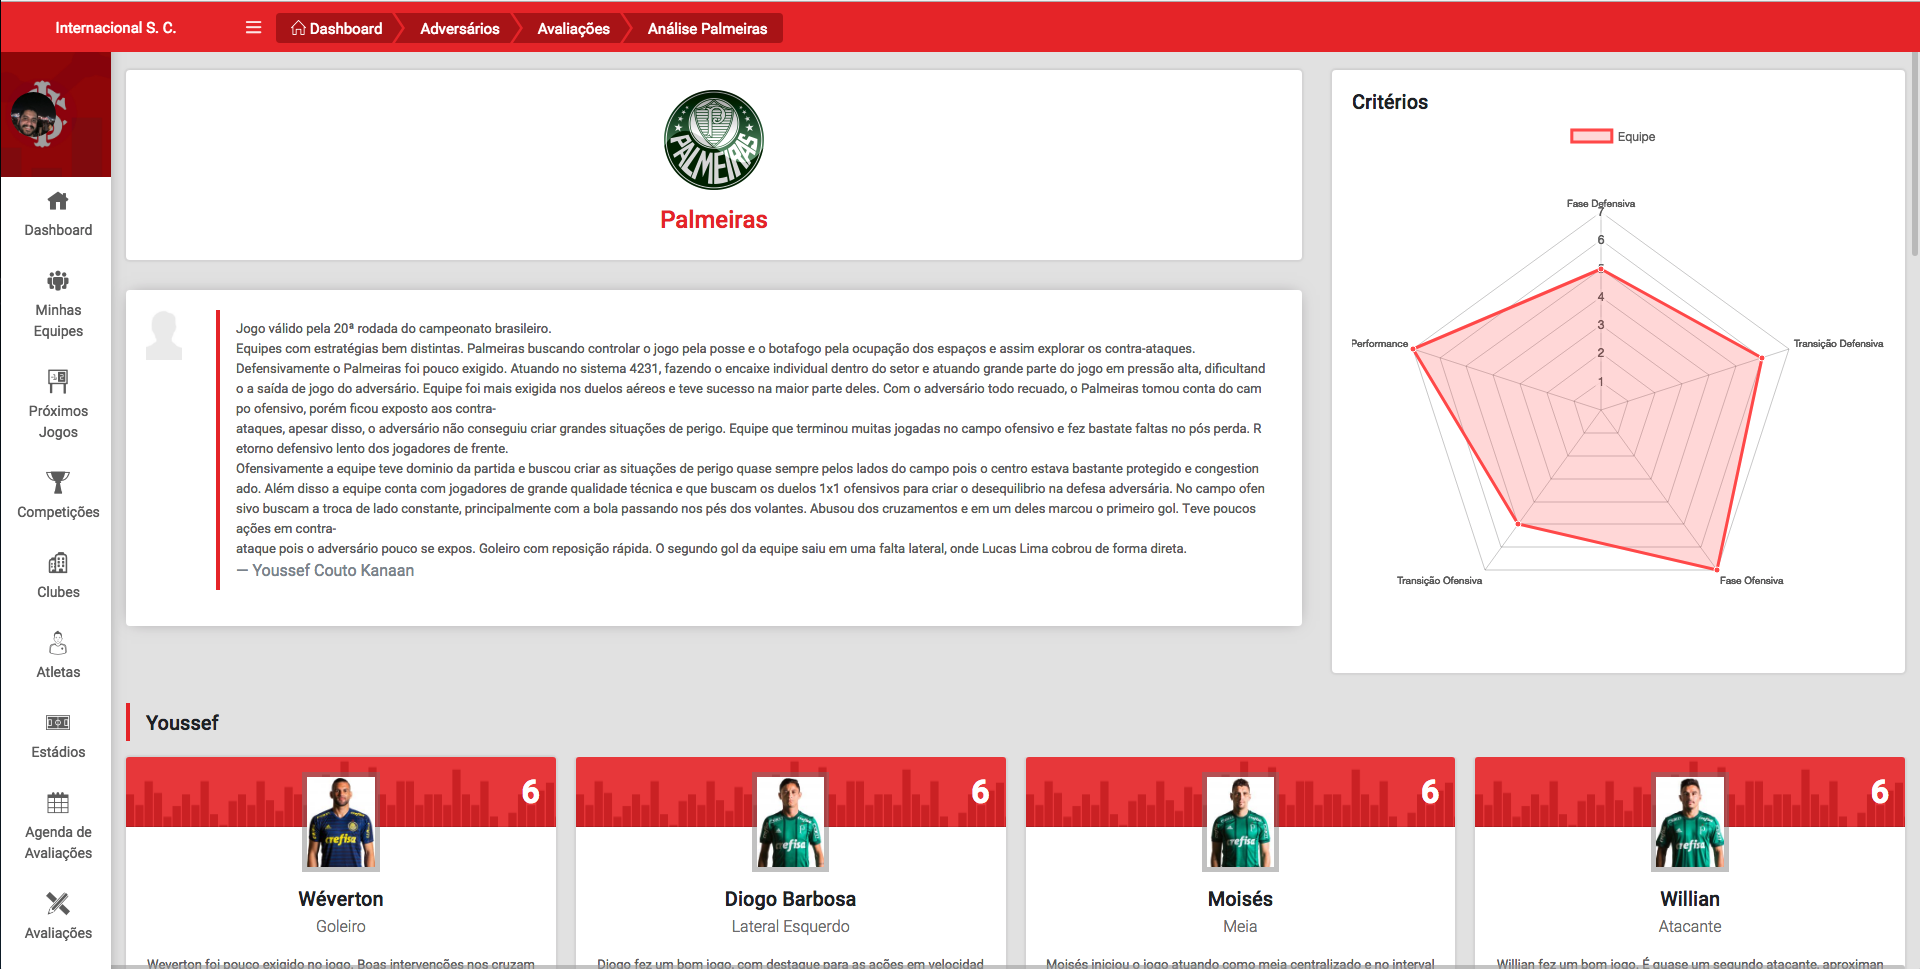 Internacional S. C.
Dashboard
Adversários
Avaliações
Análise Palmeiras
Dashboard
Minhas
Equipes
Próximos
Jogos
Competições
Clubes
Atletas
Estádios
Agenda de
Avaliações
Avaliações
PALMEIRAS
Palmeiras
Jogo válido pela 20ª rodada do campeonato brasileiro.
Equipes com estratégias bem distintas. Palmeiras buscando controlar o jogo pela posse e o botafogo pela ocupação dos espaços e assim explorar os contra-ataques.
Defensivamente o Palmeiras foi pouco exigido. Atuando no sistema 4231, fazendo o encaixe individual dentro do setor e atuando grande parte do jogo em pressão alta, dificultand
o a saída de jogo do adversário. Equipe foi mais exigida nos duelos aéreos e teve sucesso na maior parte deles. Com o adversário todo recuado, o Palmeiras tomou conta do cam
po ofensivo, porém ficou exposto aos contra-
ataques, apesar disso, o adversário não conseguiu criar grandes situações de perigo. Equipe que terminou muitas jogadas no campo ofensivo e fez bastate faltas no pós perda. R
etorno defensivo lento dos jogadores de frente.
Ofensivamente a equipe teve dominio da partida e buscou criar as situações de perigo quase sempre pelos lados do campo pois o centro estava bastante protegido e congestion
ado. Além disso a equipe conta com jogadores de grande qualidade técnica e que buscam os duelos 1x1 ofensivos para criar o desequilibrio na defesa adversária. No campo ofen
sivo buscam a troca de lado constante, principalmente com a bola passando nos pés dos volantes. Abusou dos cruzamentos e em um deles marcou o primeiro gol. Teve poucos
ações em contra-
ataque pois o adversário pouco se expos. Goleiro com reposição rápida. O segundo gol da equipe saiu em uma falta lateral, onde Lucas Lima cobrou de forma direta.
— Youssef Couto Kanaan
Critérios
Equipe
Fase Defensiva
7
6
5
4
3
2
1
Performance
Transição Defensiva
Transição Ofensiva
Fase Ofensiva
Youssef
6
crefisa
Wéverton
Goleiro
Weverton foi pouco exigido no jogo. Boas intervenções nos cruzam
6
crefisa
Diogo Barbosa
Lateral Esquerdo
Diogo fez um bom jogo, com destaque para as ações em velocidad
6
crefisa
Moisés
Meia
Moisés iniciou o jogo atuando como meia centralizado e no interval
6
crefisa
Willian
Atacante
Willian fez um bom jogo. É quase um segundo atacante, aproximan